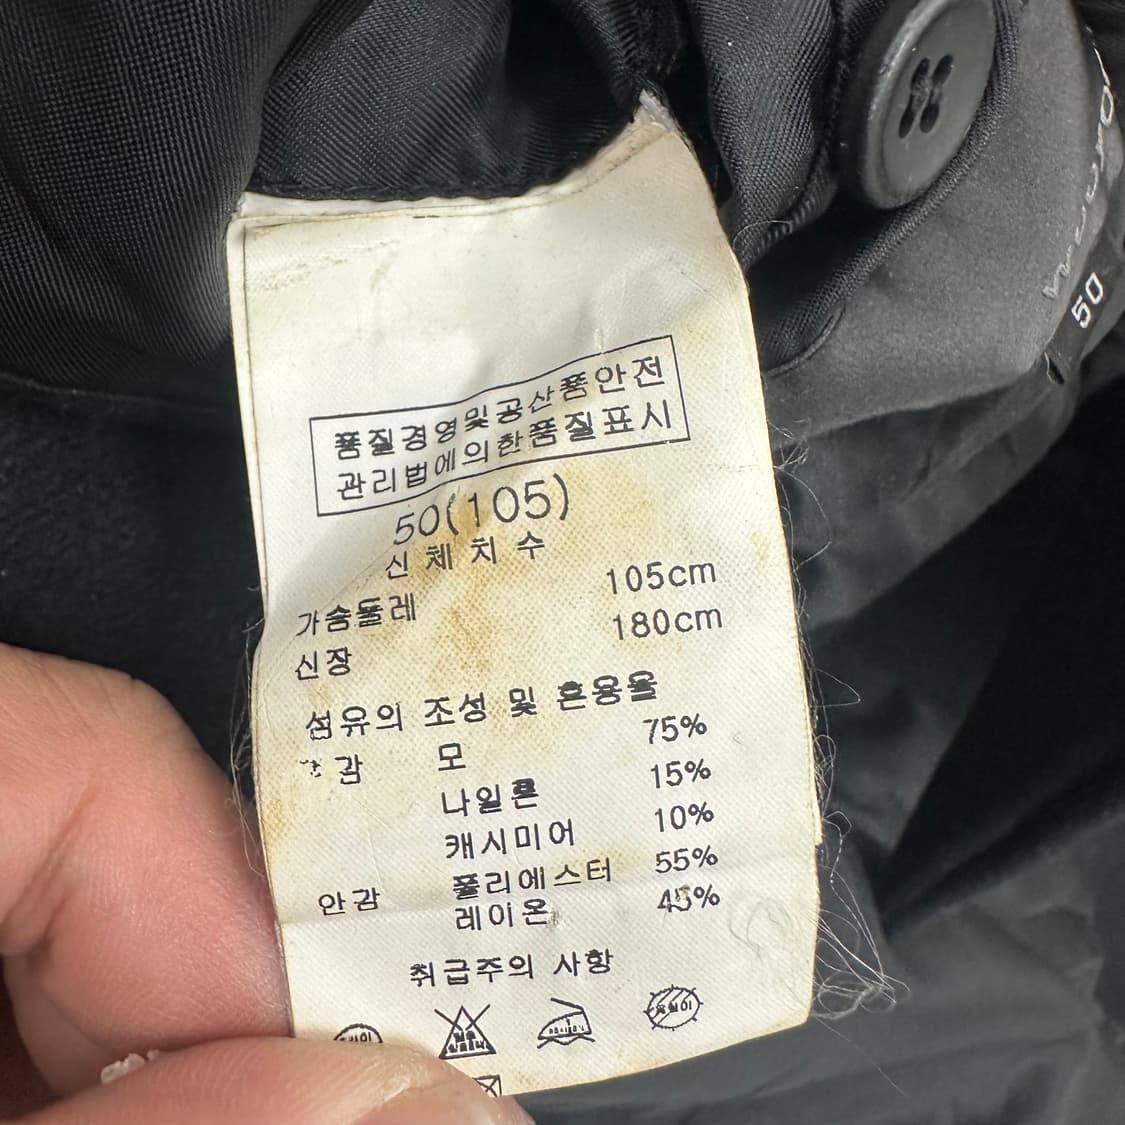 품질경영및공산품안전
관리법에의한품질표시
50(105)
신체치수
가슴둘레 105cm
신장 180cm
섬유의 조성 및 혼용율
겉감 모 75%
나일론 15%
캐시미어 10%
안감 폴리에스터 55%
레이온 45%
취급주의 사항
50